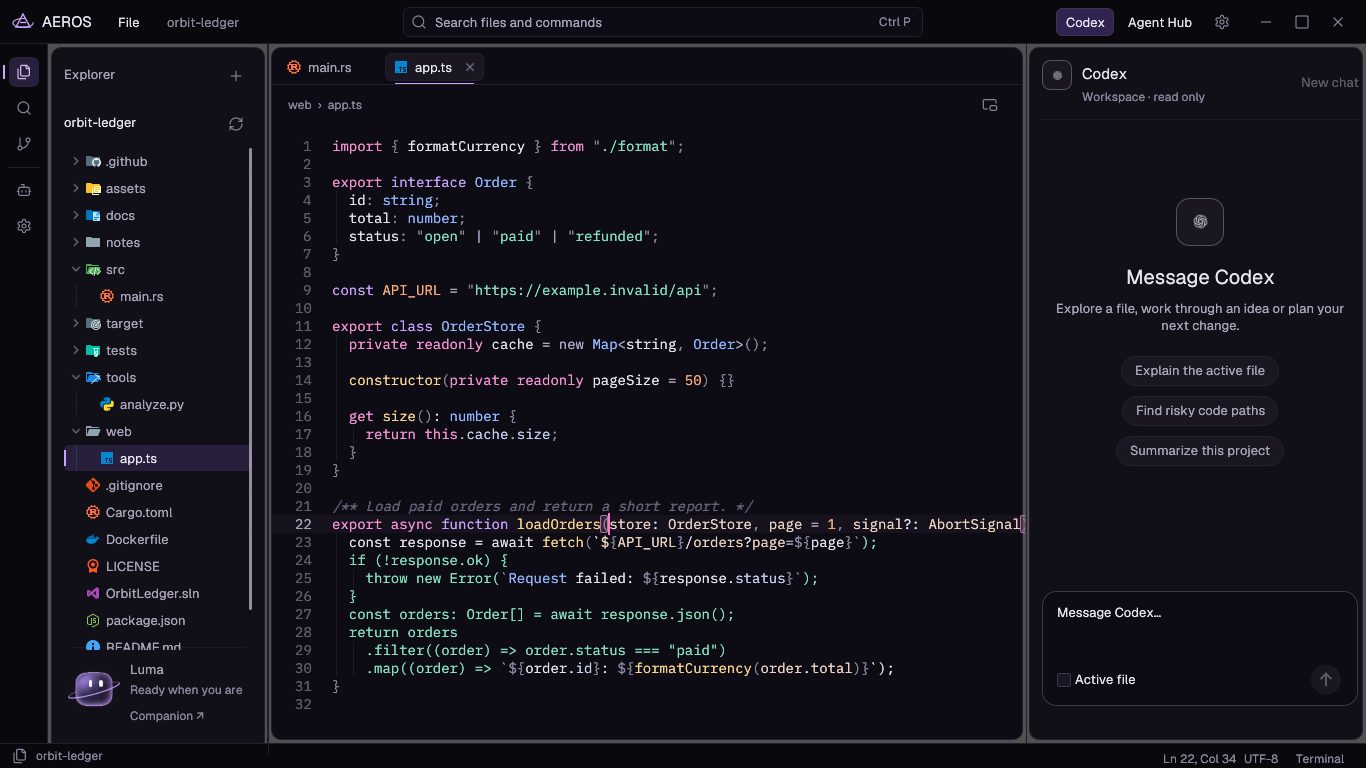 AEROS
File
orbit-ledger
Search files and commands
Ctrl P
Codex
Agent Hub
Explorer
orbit-ledger
.github
assets
docs
notes
src
main.rs
target
tests
tools
analyze.py
web
app.ts
.gitignore
Cargo.toml
Dockerfile
LICENSE
OrbitLedger.sln
package.json
README.md
Luma
Ready when you are
Companion ↗
main.rs
app.ts
web › app.ts
1 import { formatCurrency } from "./format";
2
3 export interface Order {
4   id: string;
5   total: number;
6   status: "open" | "paid" | "refunded";
7 }
8
9 const API_URL = "https://example.invalid/api";
10
11 export class OrderStore {
12   private readonly cache = new Map<string, Order>();
13
14   constructor(private readonly pageSize = 50) {}
15
16   get size(): number {
17     return this.cache.size;
18   }
19 }
20
21 /** Load paid orders and return a short report. */
22 export async function loadOrders(store: OrderStore, page = 1, signal?: AbortSignal)
23   const response = await fetch(`${API_URL}/orders?page=${page}`);
24   if (!response.ok) {
25     throw new Error(`Request failed: ${response.status}`);
26   }
27   const orders: Order[] = await response.json();
28   return orders
29     .filter((order) => order.status === "paid")
30     .map((order) => `${order.id}: ${formatCurrency(order.total)}`);
31 }
32
Codex
Workspace · read only
New chat
Message Codex
Explore a file, work through an idea or plan your
next change.
Explain the active file
Find risky code paths
Summarize this project
Message Codex…
Active file
orbit-ledger
Ln 22, Col 34
UTF-8
Terminal